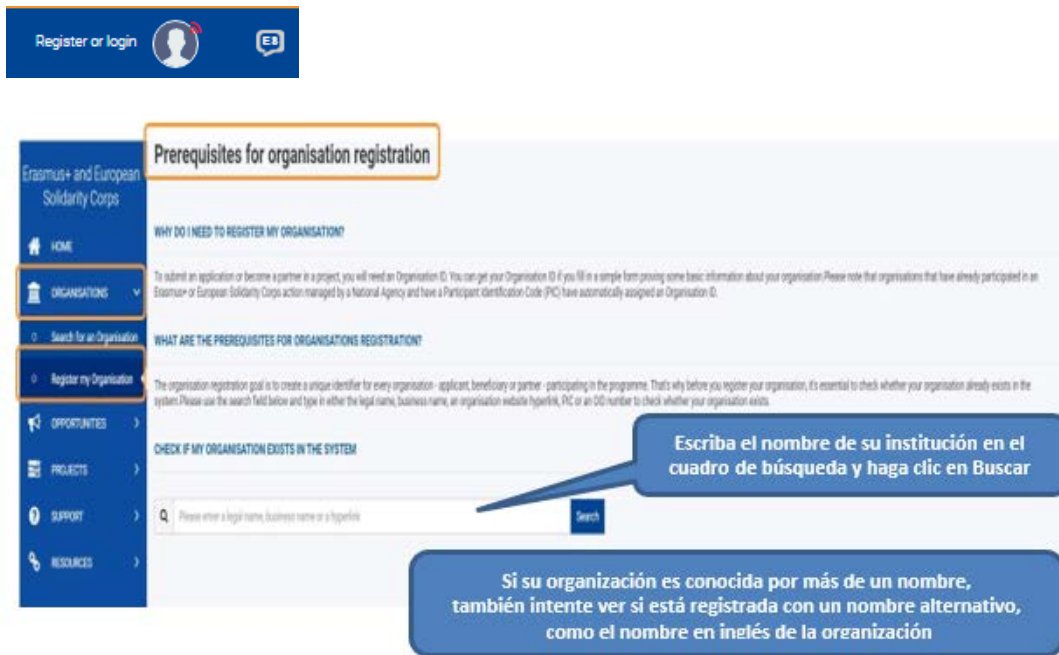 Register or login
EB
Prerequisites for organisation registration
Erasmus+ and European
Solidarity Corps
HOME
ORGANISATIONS
Search for an Organisation
Register my Organisation
OPPORTUNITIES
PROJECTS
SUPPORT
RESOURCES
WHY DO I NEED TO REGISTER MY ORGANISATION?
To submit an application or become a partner in a project, you will need an Organisation ID. You can get your Organisation ID if you fill in a simple form proving some basic information about your organisation.Please note that organisations that have already participated in an
Erasmus+ or European Solidarity Corps action managed by a National Agency and have a Participant Identification Code (PIC) have automatically assigned an Organisation ID.
WHAT ARE THE PREREQUISITES FOR ORGANISATIONS REGISTRATION?
The organisation registration goal is to create a unique identifier for every organisation - applicant, beneficiary or partner - participating in the programme. That's why before you register your organisation, it's essential to check whether your organisation already exists in the
system.Please use the search field below and type in either the legal name, business name, an organisation website hyperlink, PIC or an OID number to check whether your organisation exists.
CHECK IF MY ORGANISATION EXISTS IN THE SYSTEM
Please enter a legal name, business name or a hyperlink
Search
Escriba el nombre de su institución en el
cuadro de búsqueda y haga clic en Buscar
Si su organización es conocida por más de un nombre,
también intente ver si está registrada con un nombre alternativo,
como el nombre en inglés de la organización